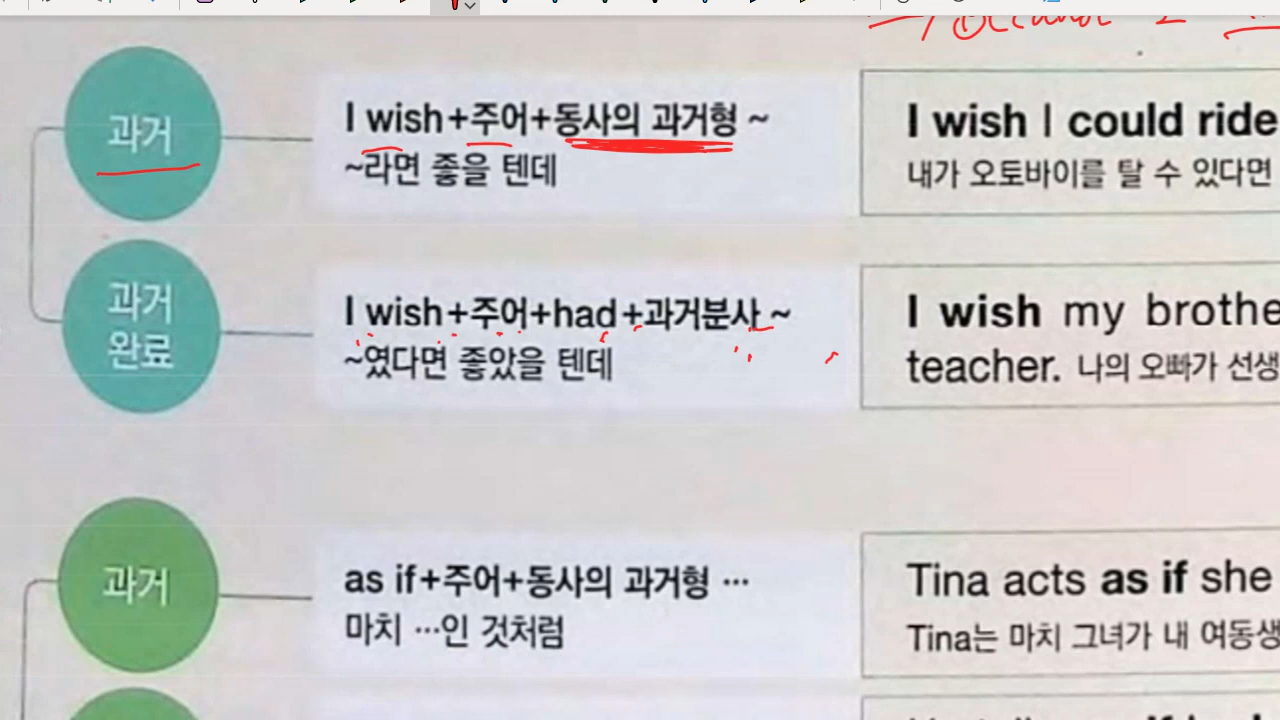 과거
I wish+주어+동사의 과거형 ~
~라면 좋을 텐데
I wish I could ride
내가 오토바이를 탈 수 있다면
과거
완료
I wish+주어+had+과거분사 ~
~였다면 좋았을 텐데
I wish my brothe
teacher. 나의 오빠가 선생
과거
as if+주어+동사의 과거형 ···
마치 ···인 것처럼
Tina acts as if she
Tina는 마치 그녀가 내 여동생